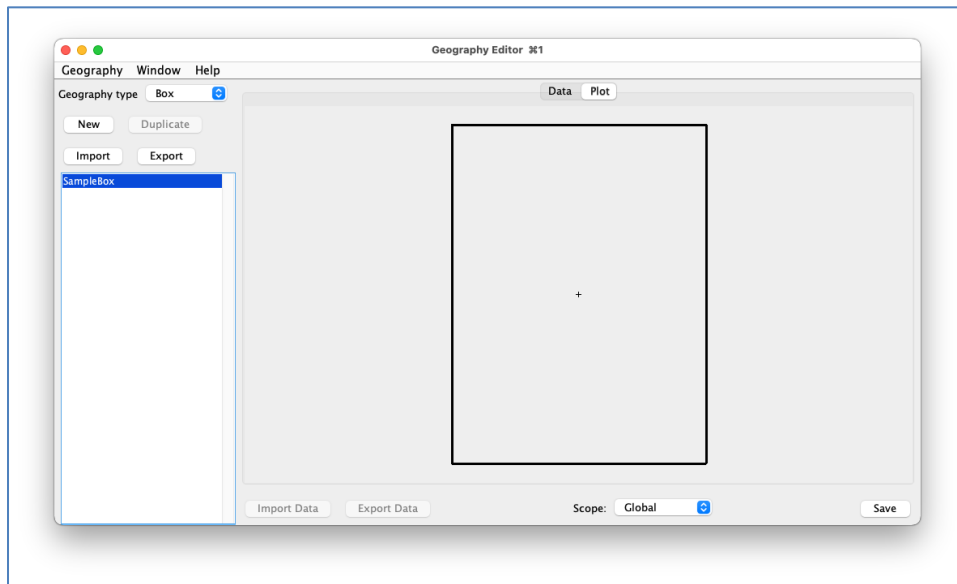 Geography Editor ⌘1
Geography Window Help
Geography type Box
Data Plot
New Duplicate
Import Export
SampleBox
Import Data Export Data Scope: Global Save